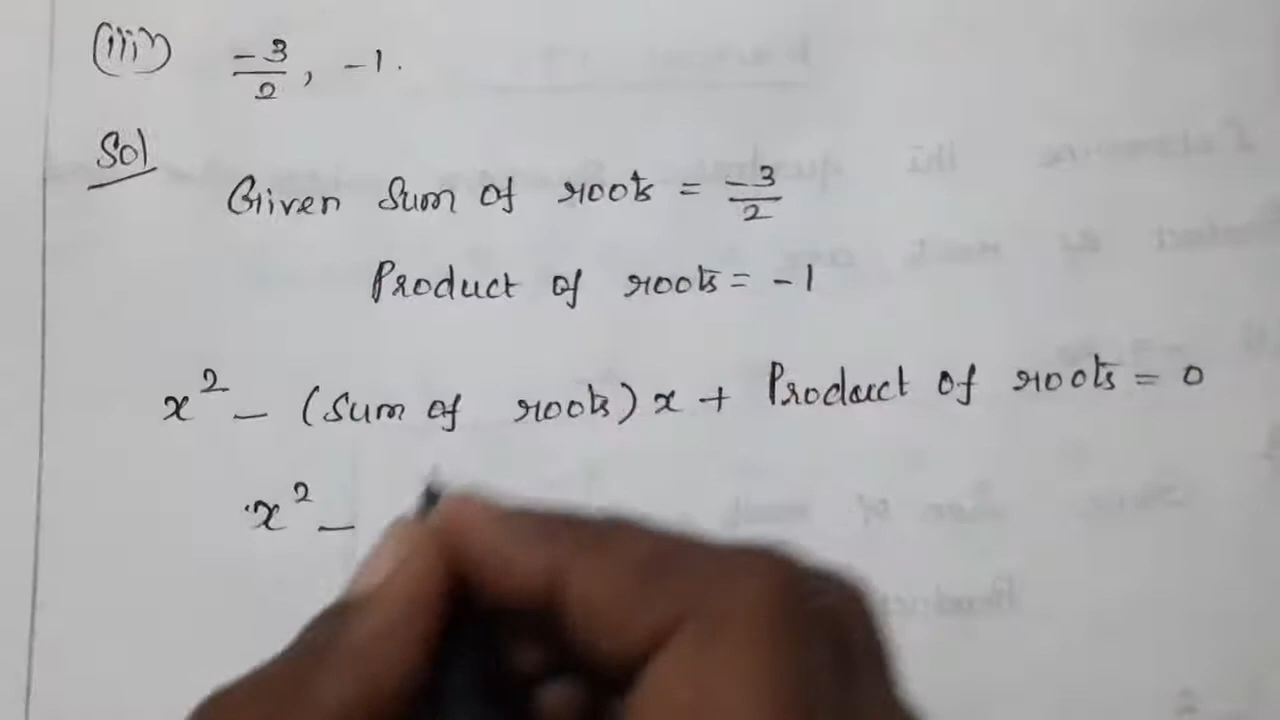 (iii) -3/2, -1.
Sol
Given Sum of roots = -3/2
Product of roots = -1
x² - (Sum of roots) x + Product of roots = 0
x² -